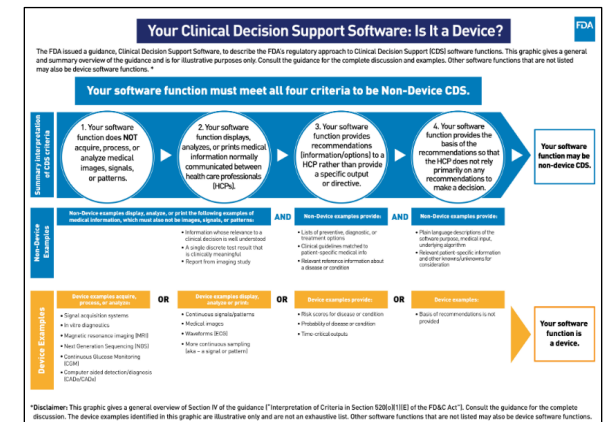 Your Clinical Decision Support Software: Is It a Device?
FDA
The FDA issued a guidance, Clinical Decision Support Software, to describe the FDA's regulatory approach to Clinical Decision Support (CDS) software functions. This graphic gives a general
and summary overview of the guidance and is for illustrative purposes only. Consult the guidance for the complete discussion and examples. Other software functions that are not listed
may also be device software functions. *
Your software function must meet all four criteria to be Non-Device CDS.
Summary interpretation
of CDS criteria
1. Your software
function does NOT
acquire, process, or
analyze medical
images, signals,
or patterns.
2. Your software
function displays,
analyzes, or prints medical
information normally
communicated between
health care professionals
(HCPs).
3. Your software
function provides
recommendations
(information/options) to a
HCP rather than provide
a specific output
or directive.
4. Your software
function provides the
basis of the
recommendations so that
the HCP does not rely
primarily on any
recommendations to
make a decision.
Your software
function may be
non-device CDS.
Non-Device
Examples
Non-Device examples display, analyze, or print the following examples of
medical information, which must also not be images, signals, or patterns:
• Information whose relevance to a
clinical decision is well understood
• A single discrete test result that
is clinically meaningful
• Report from imaging study
AND
Non-Device examples provide:
• Lists of preventive, diagnostic, or
treatment options
• Clinical guidelines matched to
patient-specific medical info
• Relevant reference information about
a disease or condition
AND
Non-Device examples provide:
• Plain language descriptions of the
software purpose, medical input,
underlying algorithm
• Relevant patient-specific information
and other knowns/unknowns for
consideration
Device Examples
Device examples acquire,
process, or analyze:
• Signal acquisition systems
• In vitro diagnostics
• Magnetic resonance imaging (MRI)
• Next Generation Sequencing (NGS)
• Continuous Glucose Monitoring
(CGM)
• Computer aided detection/diagnosis
(CADe/CADx)
OR
Device examples display,
analyze or print:
• Continuous signals/patterns
• Medical images
• Waveforms (ECG)
• More continuous sampling
(aka – a signal or pattern)
OR
Device examples provide:
• Risk scores for disease or condition
• Probability of disease or condition
• Time-critical outputs
OR
Device examples:
• Basis of recommendations is not
provided
Your software
function is
a device.
*Disclaimer: This graphic gives a general overview of Section IV of the guidance ("Interpretation of Criteria in Section 520(o)(1)(E) of the FD&C Act"). Consult the guidance for the complete
discussion. The device examples identified in this graphic are illustrative only and are not an exhaustive list. Other software functions that are not listed may also be device software functions.